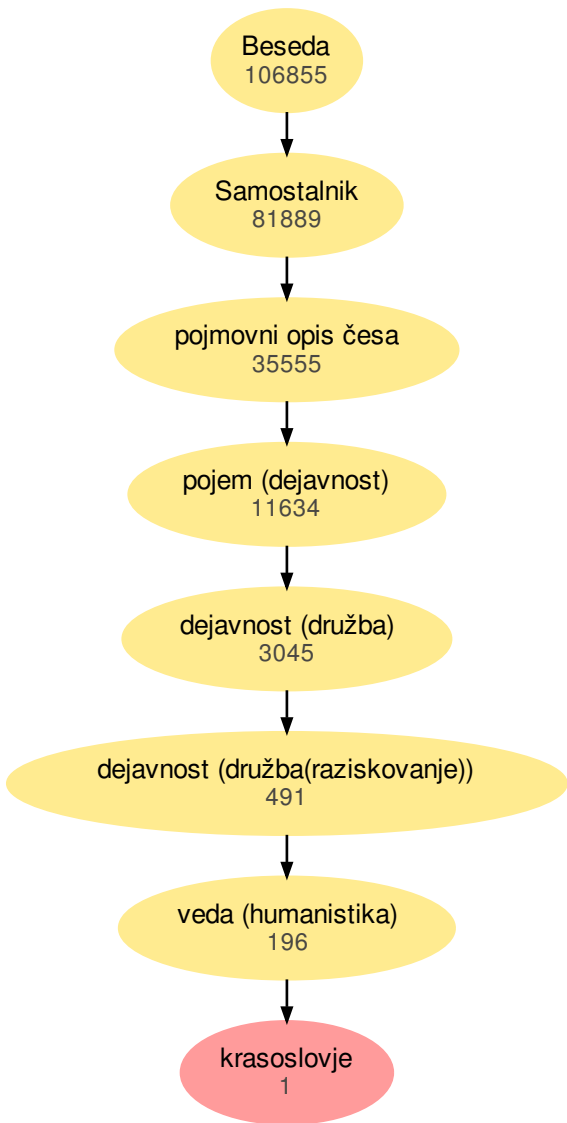 Beseda
106855
Samostalnik
81889
pojmovni opis česa
35555
pojem (dejavnost)
11634
dejavnost (družba)
3045
dejavnost (družba(raziskovanje))
491
veda (humanistika)
196
krasoslovje
1